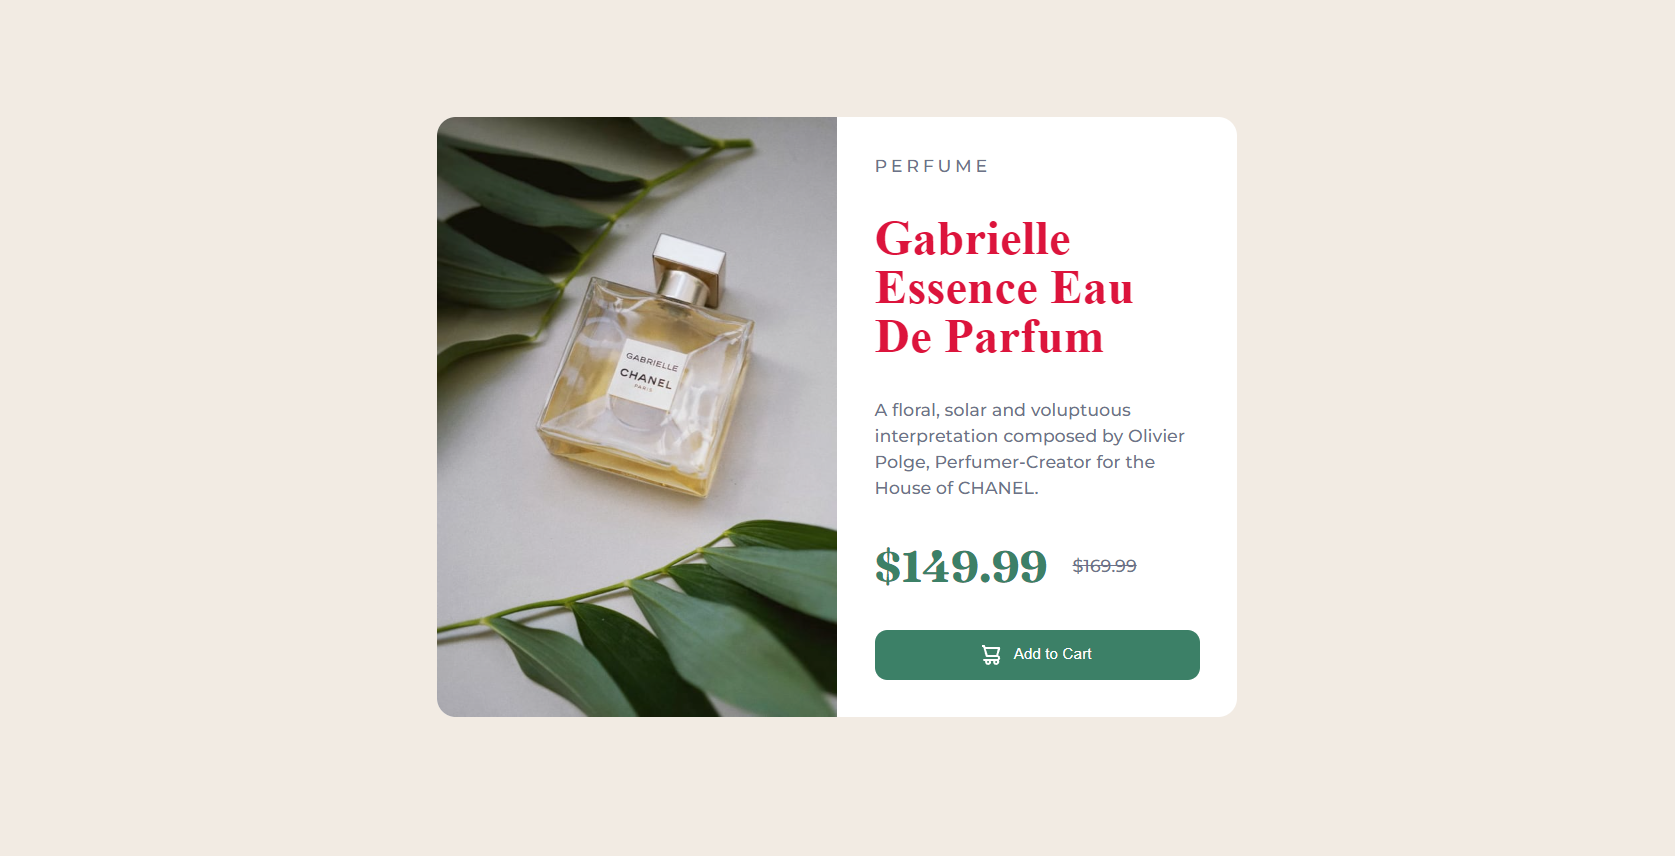 GABRIELLE
CHANEL
PARIS
PERFUME
Gabrielle
Essence Eau
De Parfum
A floral, solar and voluptuous
interpretation composed by Olivier
Polge, Perfumer-Creator for the
House of CHANEL.
$149.99 $169.99
Add to Cart